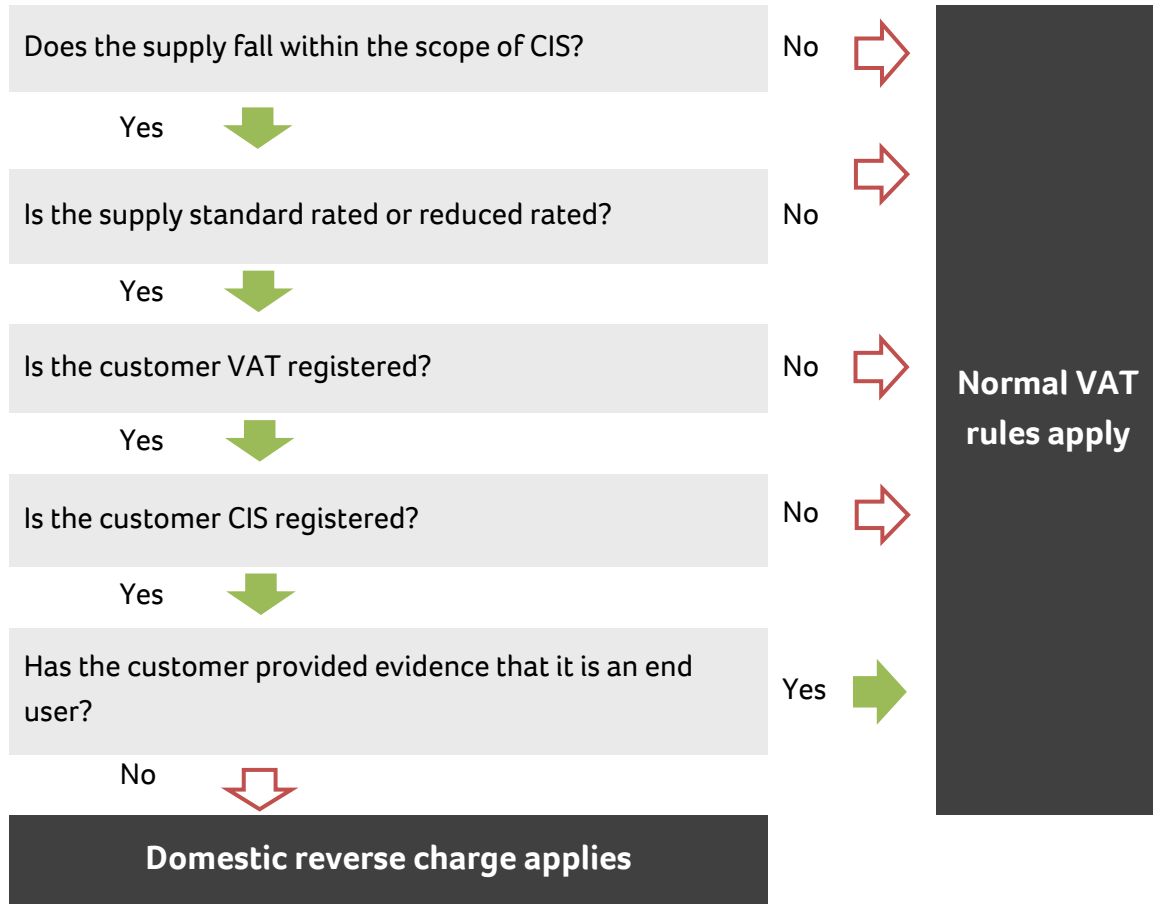 Does the supply fall within the scope of CIS?
No
Yes
Is the supply standard rated or reduced rated?
No
Yes
Is the customer VAT registered?
No
Normal VAT
rules apply
Yes
Is the customer CIS registered?
No
Yes
Has the customer provided evidence that it is an end
user?
Yes
No
Domestic reverse charge applies